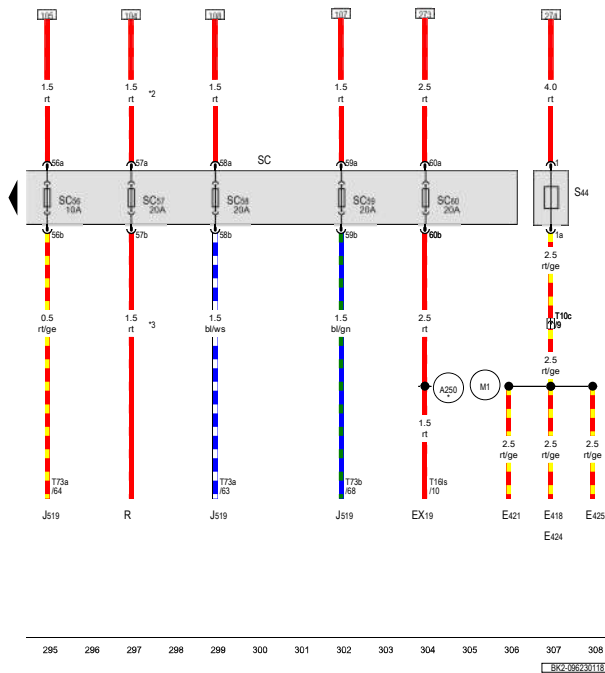 105 104 108 107 273 274
1.5 1.5 1.5 1.5 2.5 4.0
rt rt *2 rt rt rt rt
56a 57a 58a SC 59a 60a 1
SC56 SC57 SC58 SC59 SC60 S44
10A 20A 20A 20A 20A
56b 57b 58b 59b 60b 1a
2.5
rt/ge
0.5 1.5 1.5 1.5 2.5 T10c
rt/ge rt *3 bl/ws bl/gn rt /9
2.5
rt/ge
A250 M1
*
1.5
rt
2.5 2.5 2.5
rt/ge rt/ge rt/ge
T73a T73a T73b T16ls
/64 /63 /68 /10
J519 R J519 J519 EX19 E421 E418 E425
E424
295 296 297 298 299 300 301 302 303 304 305 306 307 308
BK2-096230118